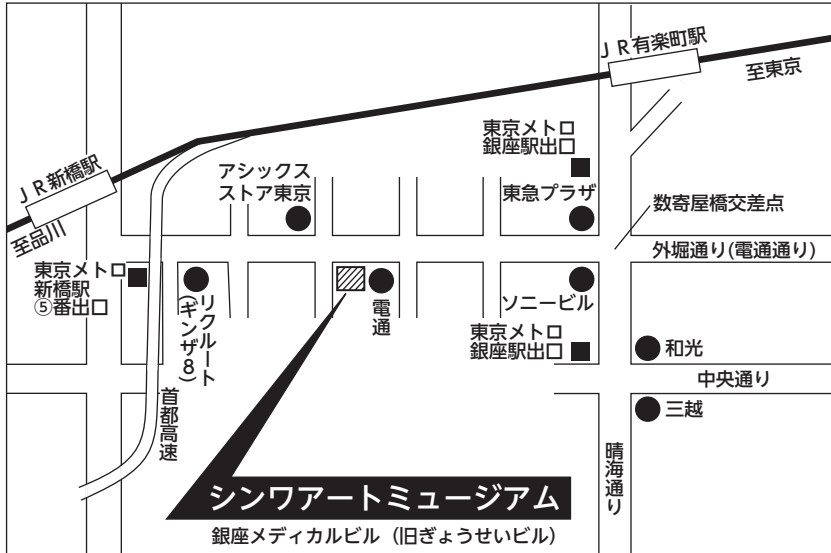 ＪＲ有楽町駅
至東京
東京メトロ
銀座駅出口
ＪＲ新橋駅
アシックス
ストア東京
東急プラザ
数寄屋橋交差点
至品川
外堀通り(電通通り)
東京メトロ
新橋駅
⑤番出口
リクルート
(ギンザ8)
電通
ソニービル
東京メトロ
銀座駅出口
和光
中央通り
首都高速
三越
晴海通り
シンワアートミュージアム
銀座メディカルビル（旧ぎょうせいビル）